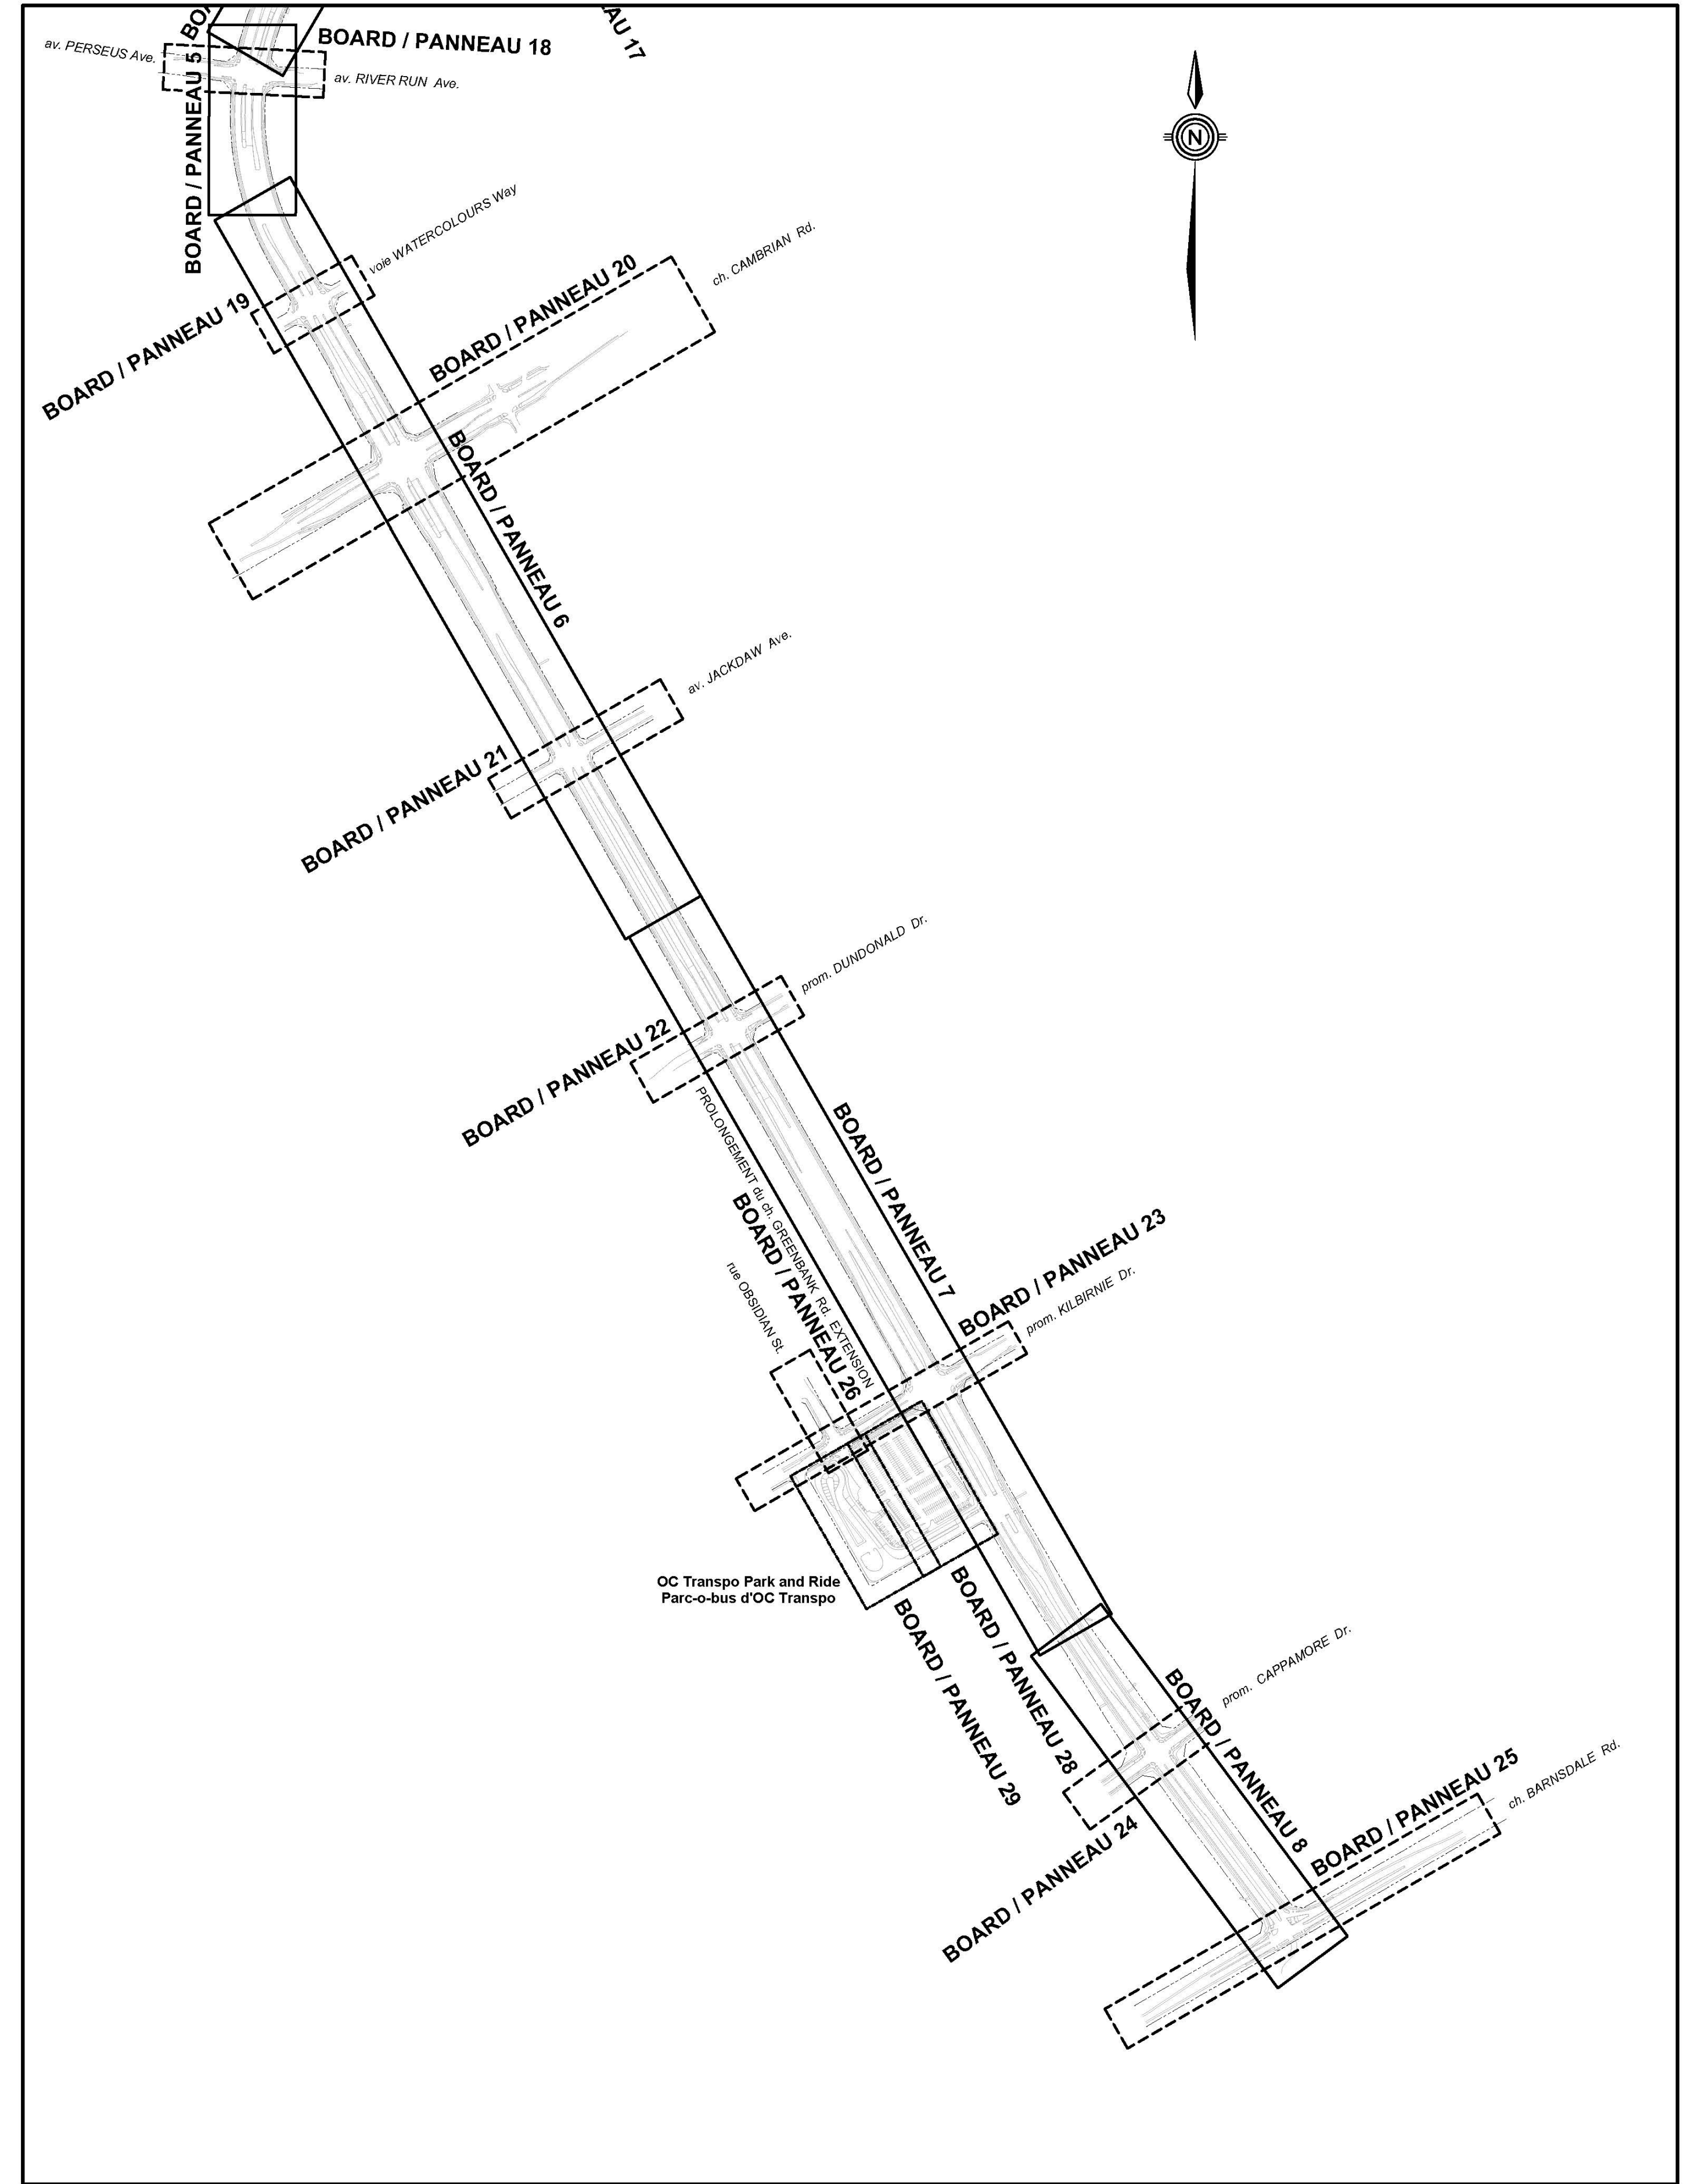 BO
AU 17
BOARD / PANNEAU 18
av. PERSEUS Ave.
av. RIVER RUN Ave.
BOARD / PANNEAU 5
N
voie WATERCOLOURS Way
BOARD / PANNEAU 19
BOARD / PANNEAU 20
ch. CAMBRIAN Rd.
BOARD / PANNEAU 6
av. JACKDAW Ave.
BOARD / PANNEAU 21
prom. DUNDONALD Dr.
BOARD / PANNEAU 22
PROLONGEMENT du ch. GREENBANK Rd. EXTENSION
BOARD / PANNEAU 7
BOARD / PANNEAU 26
rue OBSIDIAN St.
BOARD / PANNEAU 23
prom. KILBIRNIE Dr.
OC Transpo Park and Ride
Parc-o-bus d'OC Transpo
BOARD / PANNEAU 28
BOARD / PANNEAU 29
prom. CAPPAMORE Dr.
BOARD / PANNEAU 8
BOARD / PANNEAU 24
BOARD / PANNEAU 25
ch. BARNSDALE Rd.